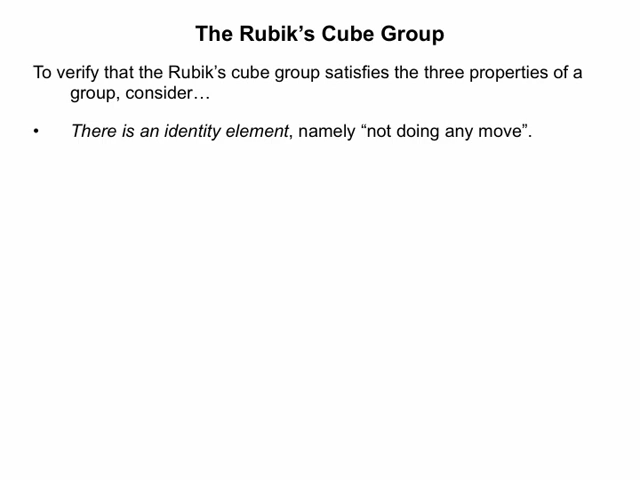 The Rubik’s Cube Group
To verify that the Rubik’s cube group satisfies the three properties of a
group, consider…
• There is an identity element, namely “not doing any move”.